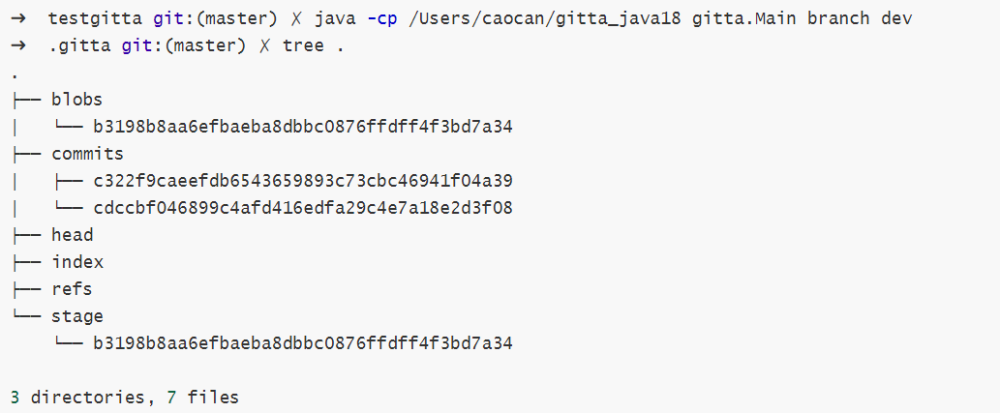 →  testgitta git:(master) ✗ java -cp /Users/caocan/gitta_java18 gitta.Main branch dev
→  .gitta git:(master) ✗ tree .
.
├── blobs
│   └── b3198b8aa6efbaeba8dbbc0876ffdff4f3bd7a34
├── commits
│   ├── c322f9caeefdb6543659893c73cbc46941f04a39
│   └── cdccbf046899c4afd416edfa29c4e7a18e2d3f08
├── head
├── index
├── refs
└── stage
    └── b3198b8aa6efbaeba8dbbc0876ffdff4f3bd7a34

3 directories, 7 files